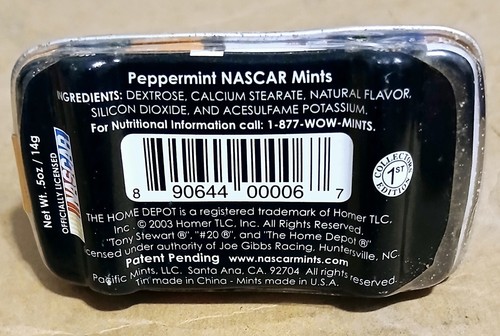 Peppermint NASCAR Mints
INGREDIENTS: DEXTROSE, CALCIUM STEARATE, NATURAL FLAVOR,
SILICON DIOXIDE, AND ACESULFAME POTASSIUM.
For Nutritional Information call: 1-877-WOW-MINTS.
Net Wt .5oz / 14g
OFFICIALLY LICENSED
NASCAR
8 90644 00006 7
COLLECTORS
1ST
EDITION
THE HOME DEPOT is a registered trademark of Homer TLC,
Inc. © 2003 Homer TLC, Inc. All Rights Reserved.
"Tony Stewart ®", "#20 ®", and "The Home Depot ®"
licensed under authority of Joe Gibbs Racing, Huntersville, NC.
Patent Pending www.nascarmints.com
Pacific Mints, LLC. Santa Ana, CA. 92704 All rights reserved.
Tin made in China - Mints made in U.S.A.